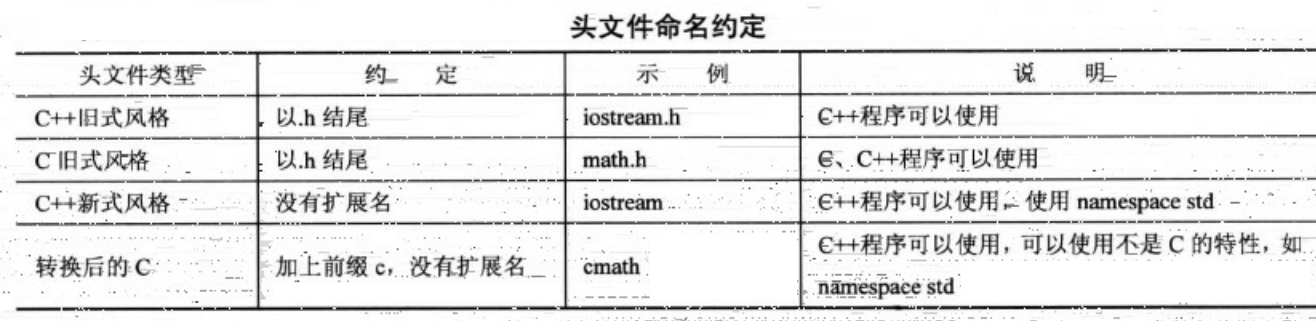 头文件命名约定
头文件类型 约 定 示 例 说 明
C++旧式风格 以.h 结尾 iostream.h C++程序可以使用
C 旧式风格 以.h 结尾 math.h C、C++程序可以使用
C++新式风格 没有扩展名 iostream C++程序可以使用，使用 namespace std
转换后的 C 加上前缀 c，没有扩展名 cmath C++程序可以使用，可以使用不是 C 的特性，如
namespace std